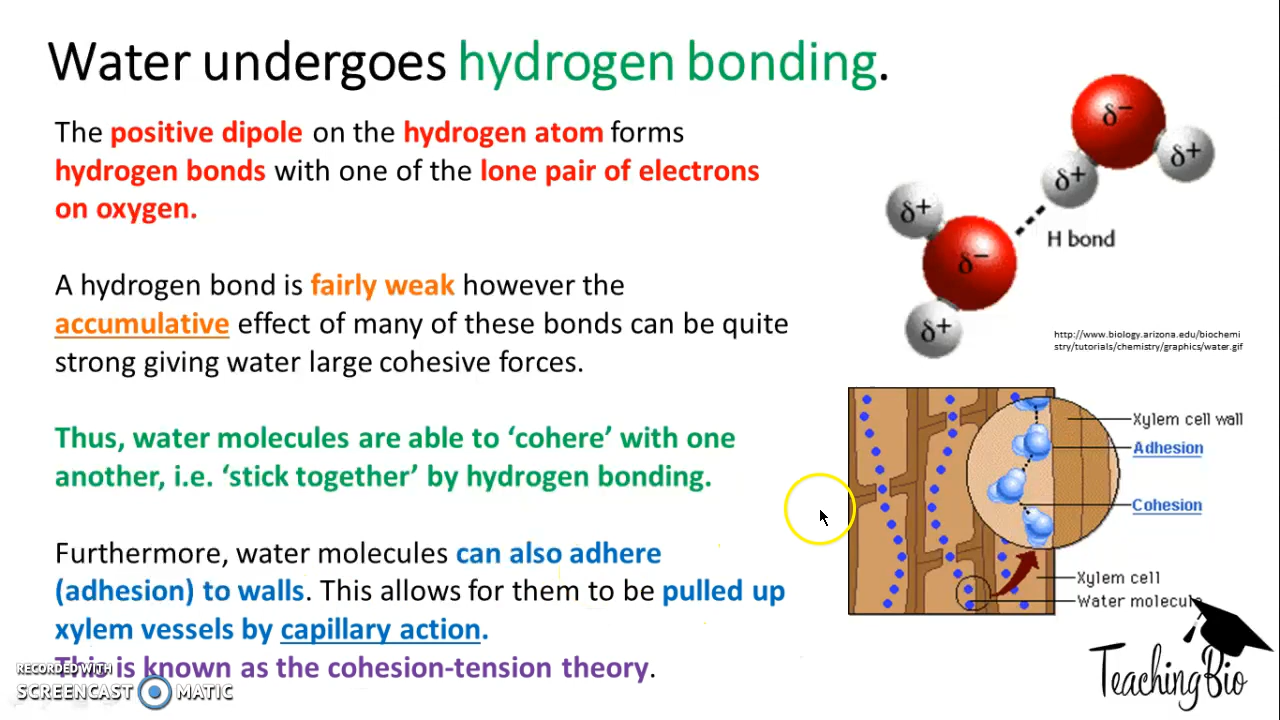 Water undergoes hydrogen bonding.
The positive dipole on the hydrogen atom forms
hydrogen bonds with one of the lone pair of electrons
on oxygen.
A hydrogen bond is fairly weak however the
accumulative effect of many of these bonds can be quite
strong giving water large cohesive forces.
Thus, water molecules are able to ‘cohere’ with one
another, i.e. ‘stick together’ by hydrogen bonding.
Furthermore, water molecules can also adhere
(adhesion) to walls. This allows for them to be pulled up
xylem vessels by capillary action.
This is known as the cohesion-tension theory.
RECORDED WITH
SCREENCAST MATIC
δ−
δ+
δ+
δ+
H bond
δ−
δ+
http://www.biology.arizona.edu/biochemi
stry/tutorials/chemistry/graphics/water.gif
Xylem cell wall
Adhesion
Cohesion
Xylem cell
Water molecule
TeachingBio